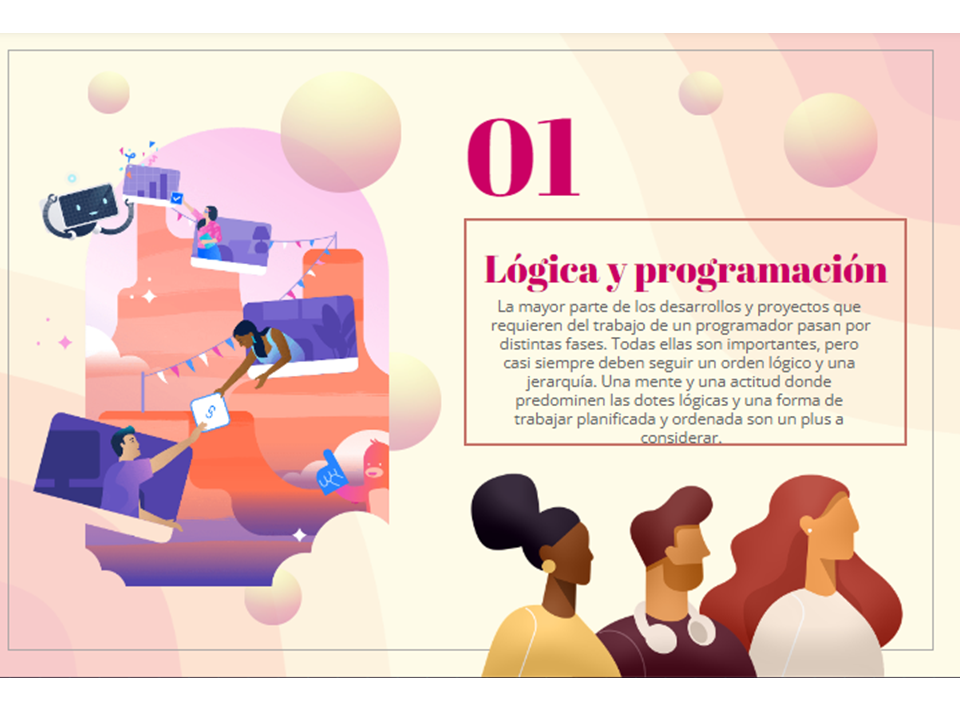 01
Lógica y programación
La mayor parte de los desarrollos y proyectos que
requieren del trabajo de un programador pasan por
distintas fases. Todas ellas son importantes, pero
casi siempre deben seguir un orden lógico y una
jerarquía. Una mente y una actitud donde
predominen las dotes lógicas y una forma de
trabajar planificada y ordenada son un plus a
considerar.